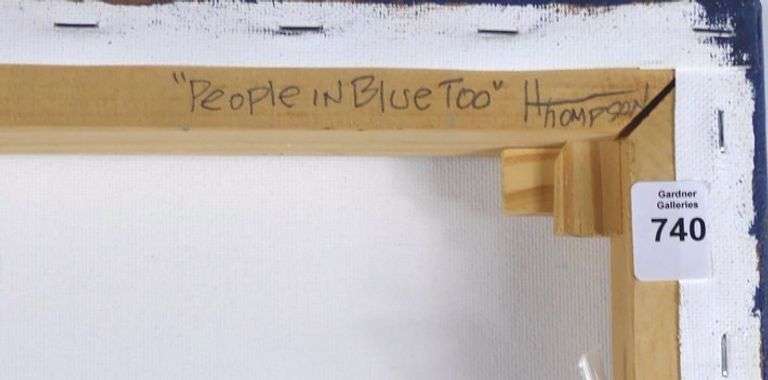 "People in Blue Too" Thompson
Gardner
Galleries
740